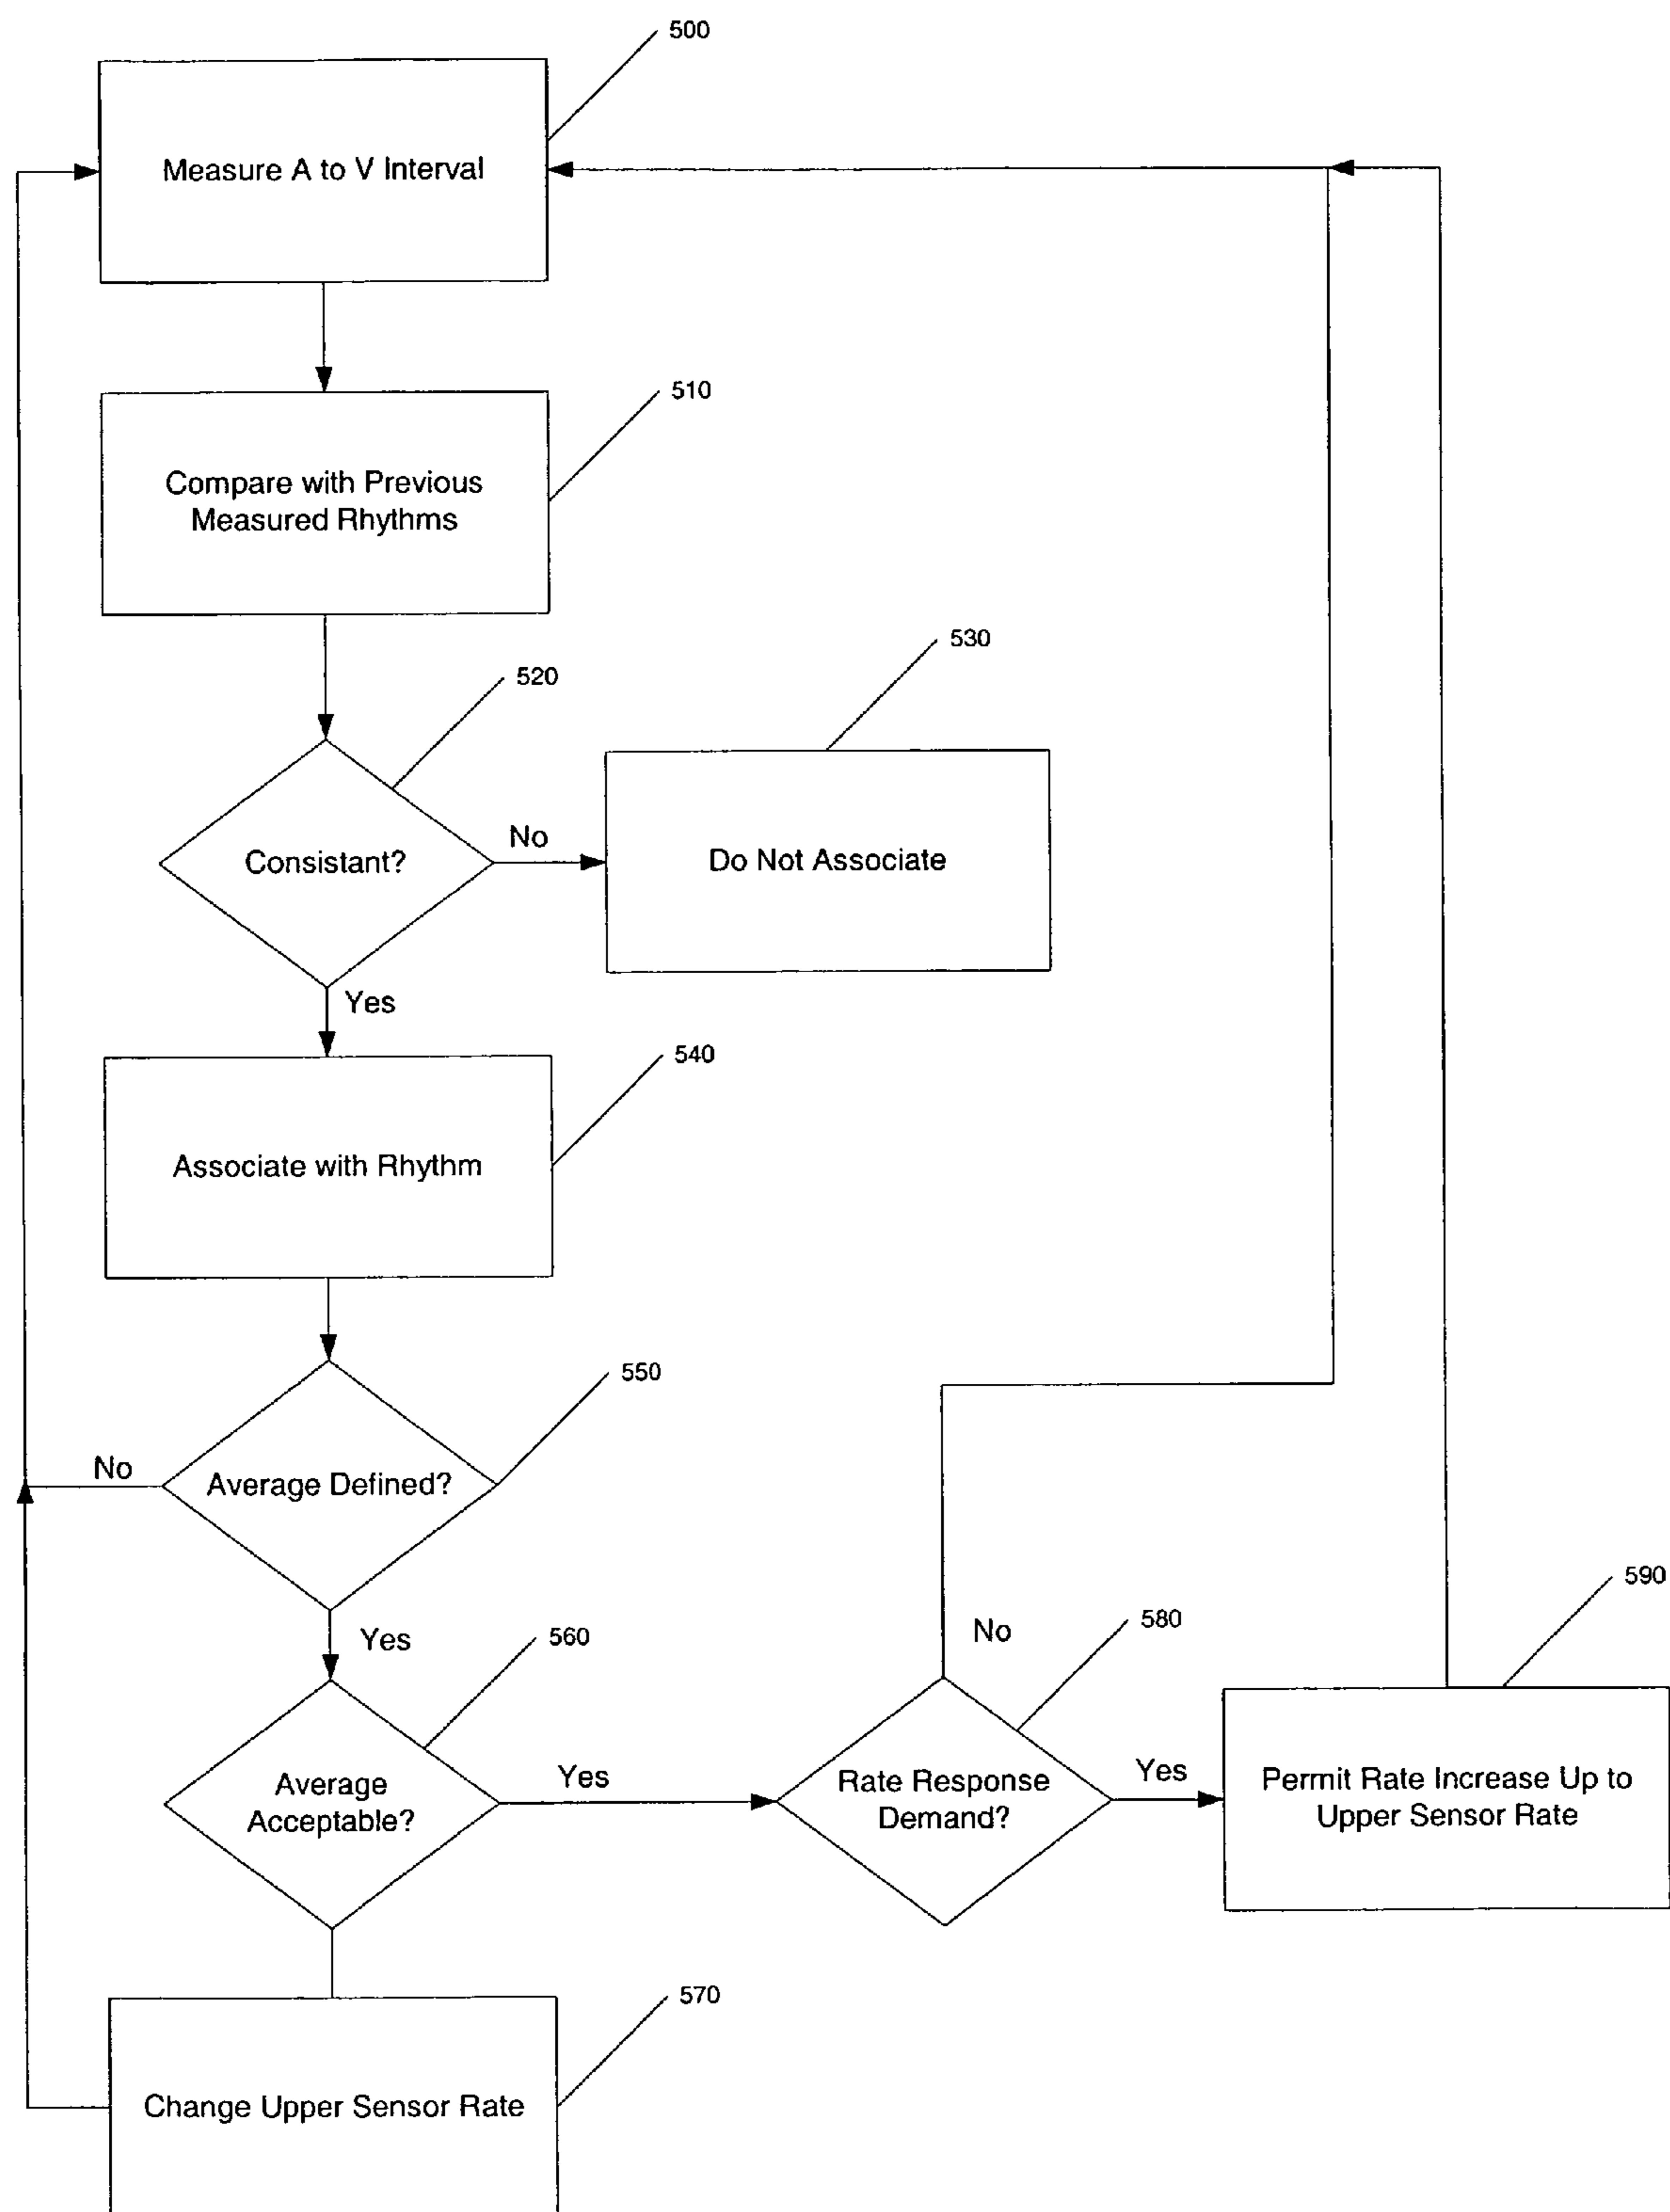 500
Measure A to V Interval
510
Compare with Previous
Measured Rhythms
520
530
Consistant?
No
Do Not Associate
Yes
540
Associate with Rhythm
550
No
Average Defined?
Yes
560
No
580
590
Average
Acceptable?
Yes
Rate Response
Demand?
Yes
Permit Rate Increase Up to
Upper Sensor Rate
570
Change Upper Sensor Rate